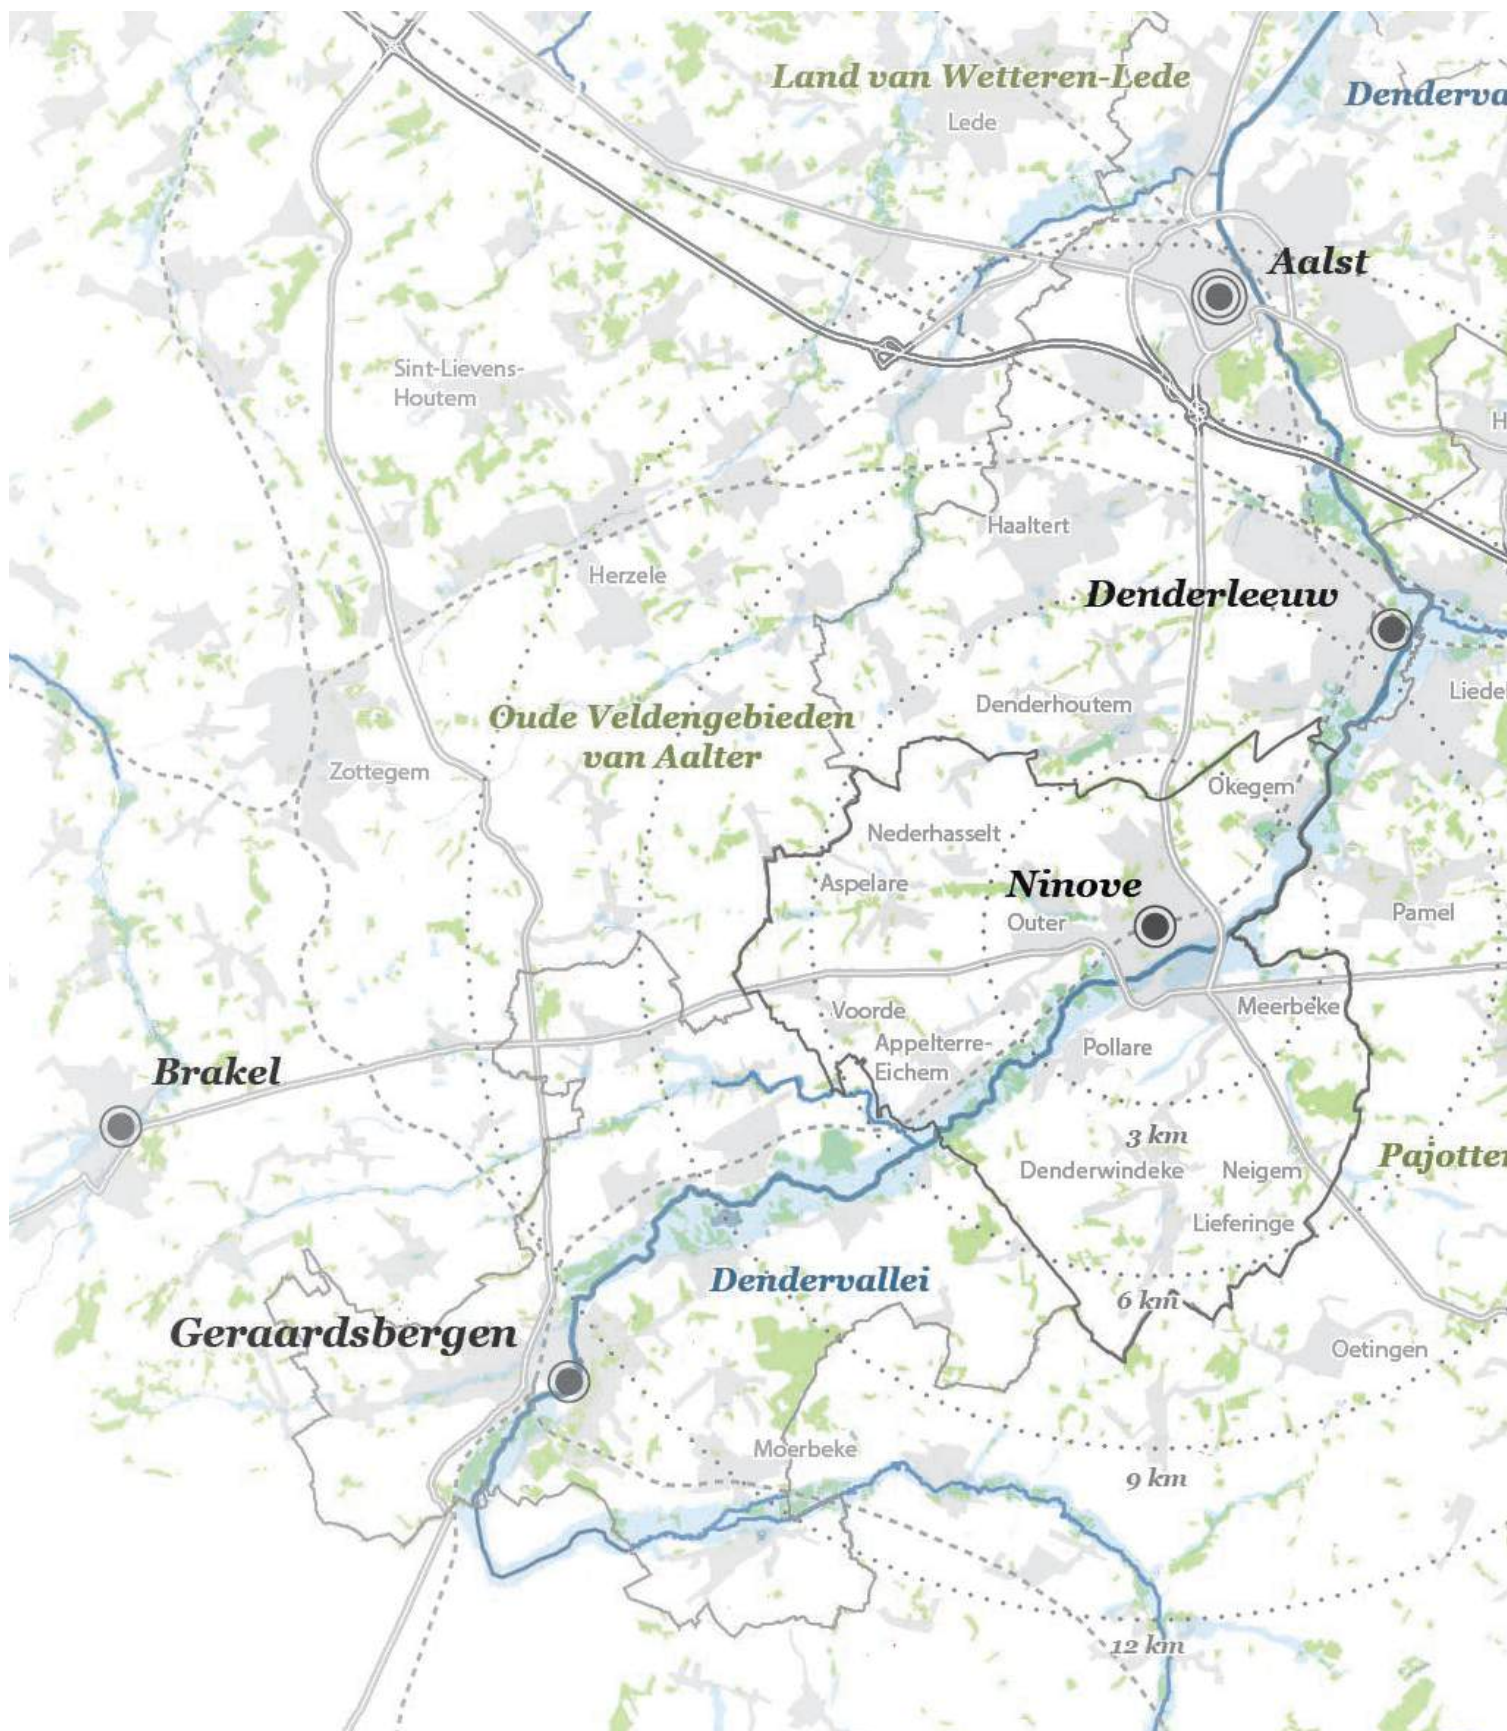 Land van Wetteren-Lede
Denderva
Lede
Aalst
Sint-Lievens-
Houtem
H
Haaltert
Herzele
Denderleeuw
Liede
Denderhoutem
Oude Veldengebieden
van Aalter
Zottegem
Okegem
Nederhasselt
Aspelare
Ninove
Outer
Pamel
Voorde
Meerbeke
Appelterre-
Eichem
Pollare
Brakel
3 km
Pajotten
Denderwindeke
Neigem
Lieferinge
Dendervallei
6 km
Geraardsbergen
Oetingen
Moerbeke
9 km
12 km